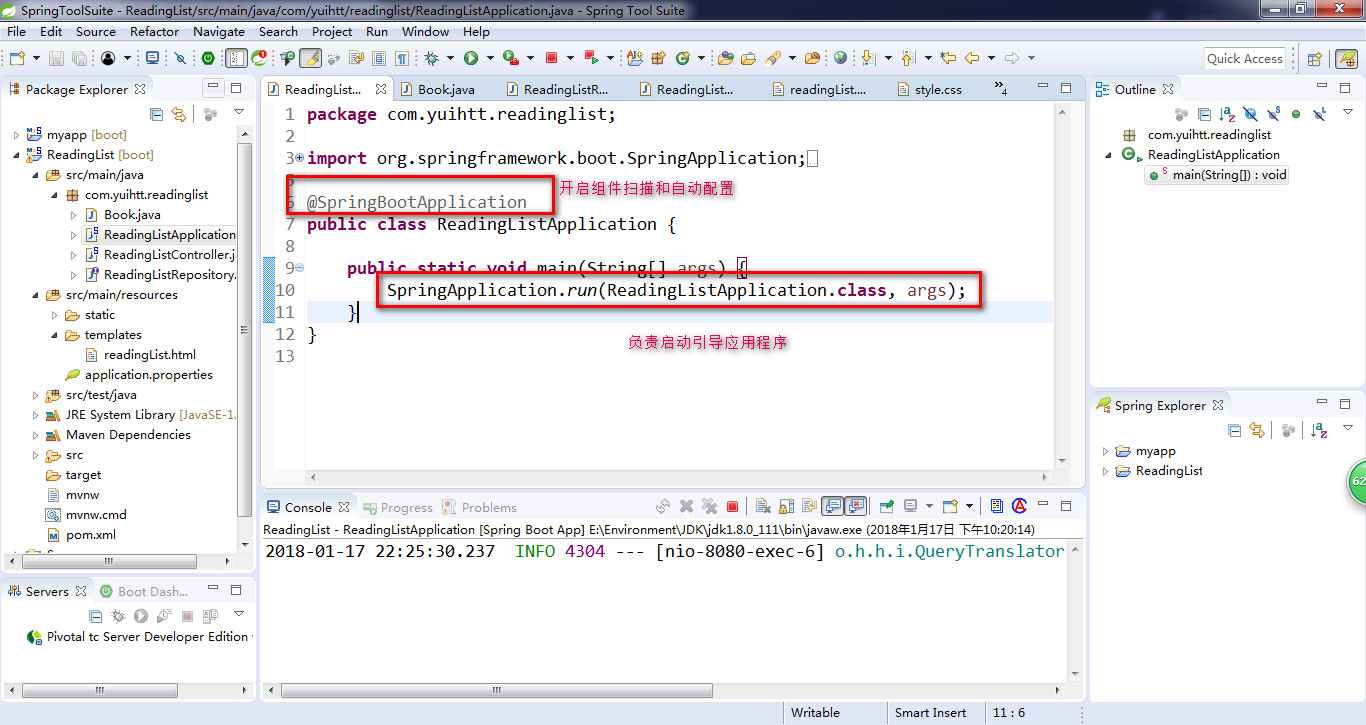 SpringToolSuite - ReadingList/src/main/java/com/yuihtt/readinglist/ReadingListApplication.java - Spring Tool Suite
File Edit Source Refactor Navigate Search Project Run Window Help
Quick Access
Package Explorer
myapp [boot]
ReadingList [boot]
src/main/java
com.yuihtt.readinglist
Book.java
ReadingListApplication
ReadingListController.j
ReadingListRepository.
src/main/resources
static
templates
readingList.html
application.properties
src/test/java
JRE System Library [JavaSE-1.
Maven Dependencies
src
target
mvnw
mvnw.cmd
pom.xml
Servers Boot Dash...
Pivotal tc Server Developer Edition
ReadingList... Book.java ReadingListR... ReadingList... readingList.... style.css 4
1 package com.yuihtt.readinglist;
2
3 import org.springframework.boot.SpringApplication;
5
开启组件扫描和自动配置
6 @SpringBootApplication
7 public class ReadingListApplication {
8
9 public static void main(String[] args) {
10 SpringApplication.run(ReadingListApplication.class, args);
11 }
12 }
负责启动引导应用程序
13
Console Progress Problems
ReadingList - ReadingListApplication [Spring Boot App] E:\Environment\JDK\jdk1.8.0_111\bin\javaw.exe (2018年1月17日 下午10:20:14)
2018-01-17 22:25:30.237 INFO 4304 --- [nio-8080-exec-6] o.h.h.i.QueryTranslator
Outline
com.yuihtt.readinglist
ReadingListApplication
main(String[]) : void
Spring Explorer
myapp
ReadingList
62
Writable Smart Insert 11 : 6